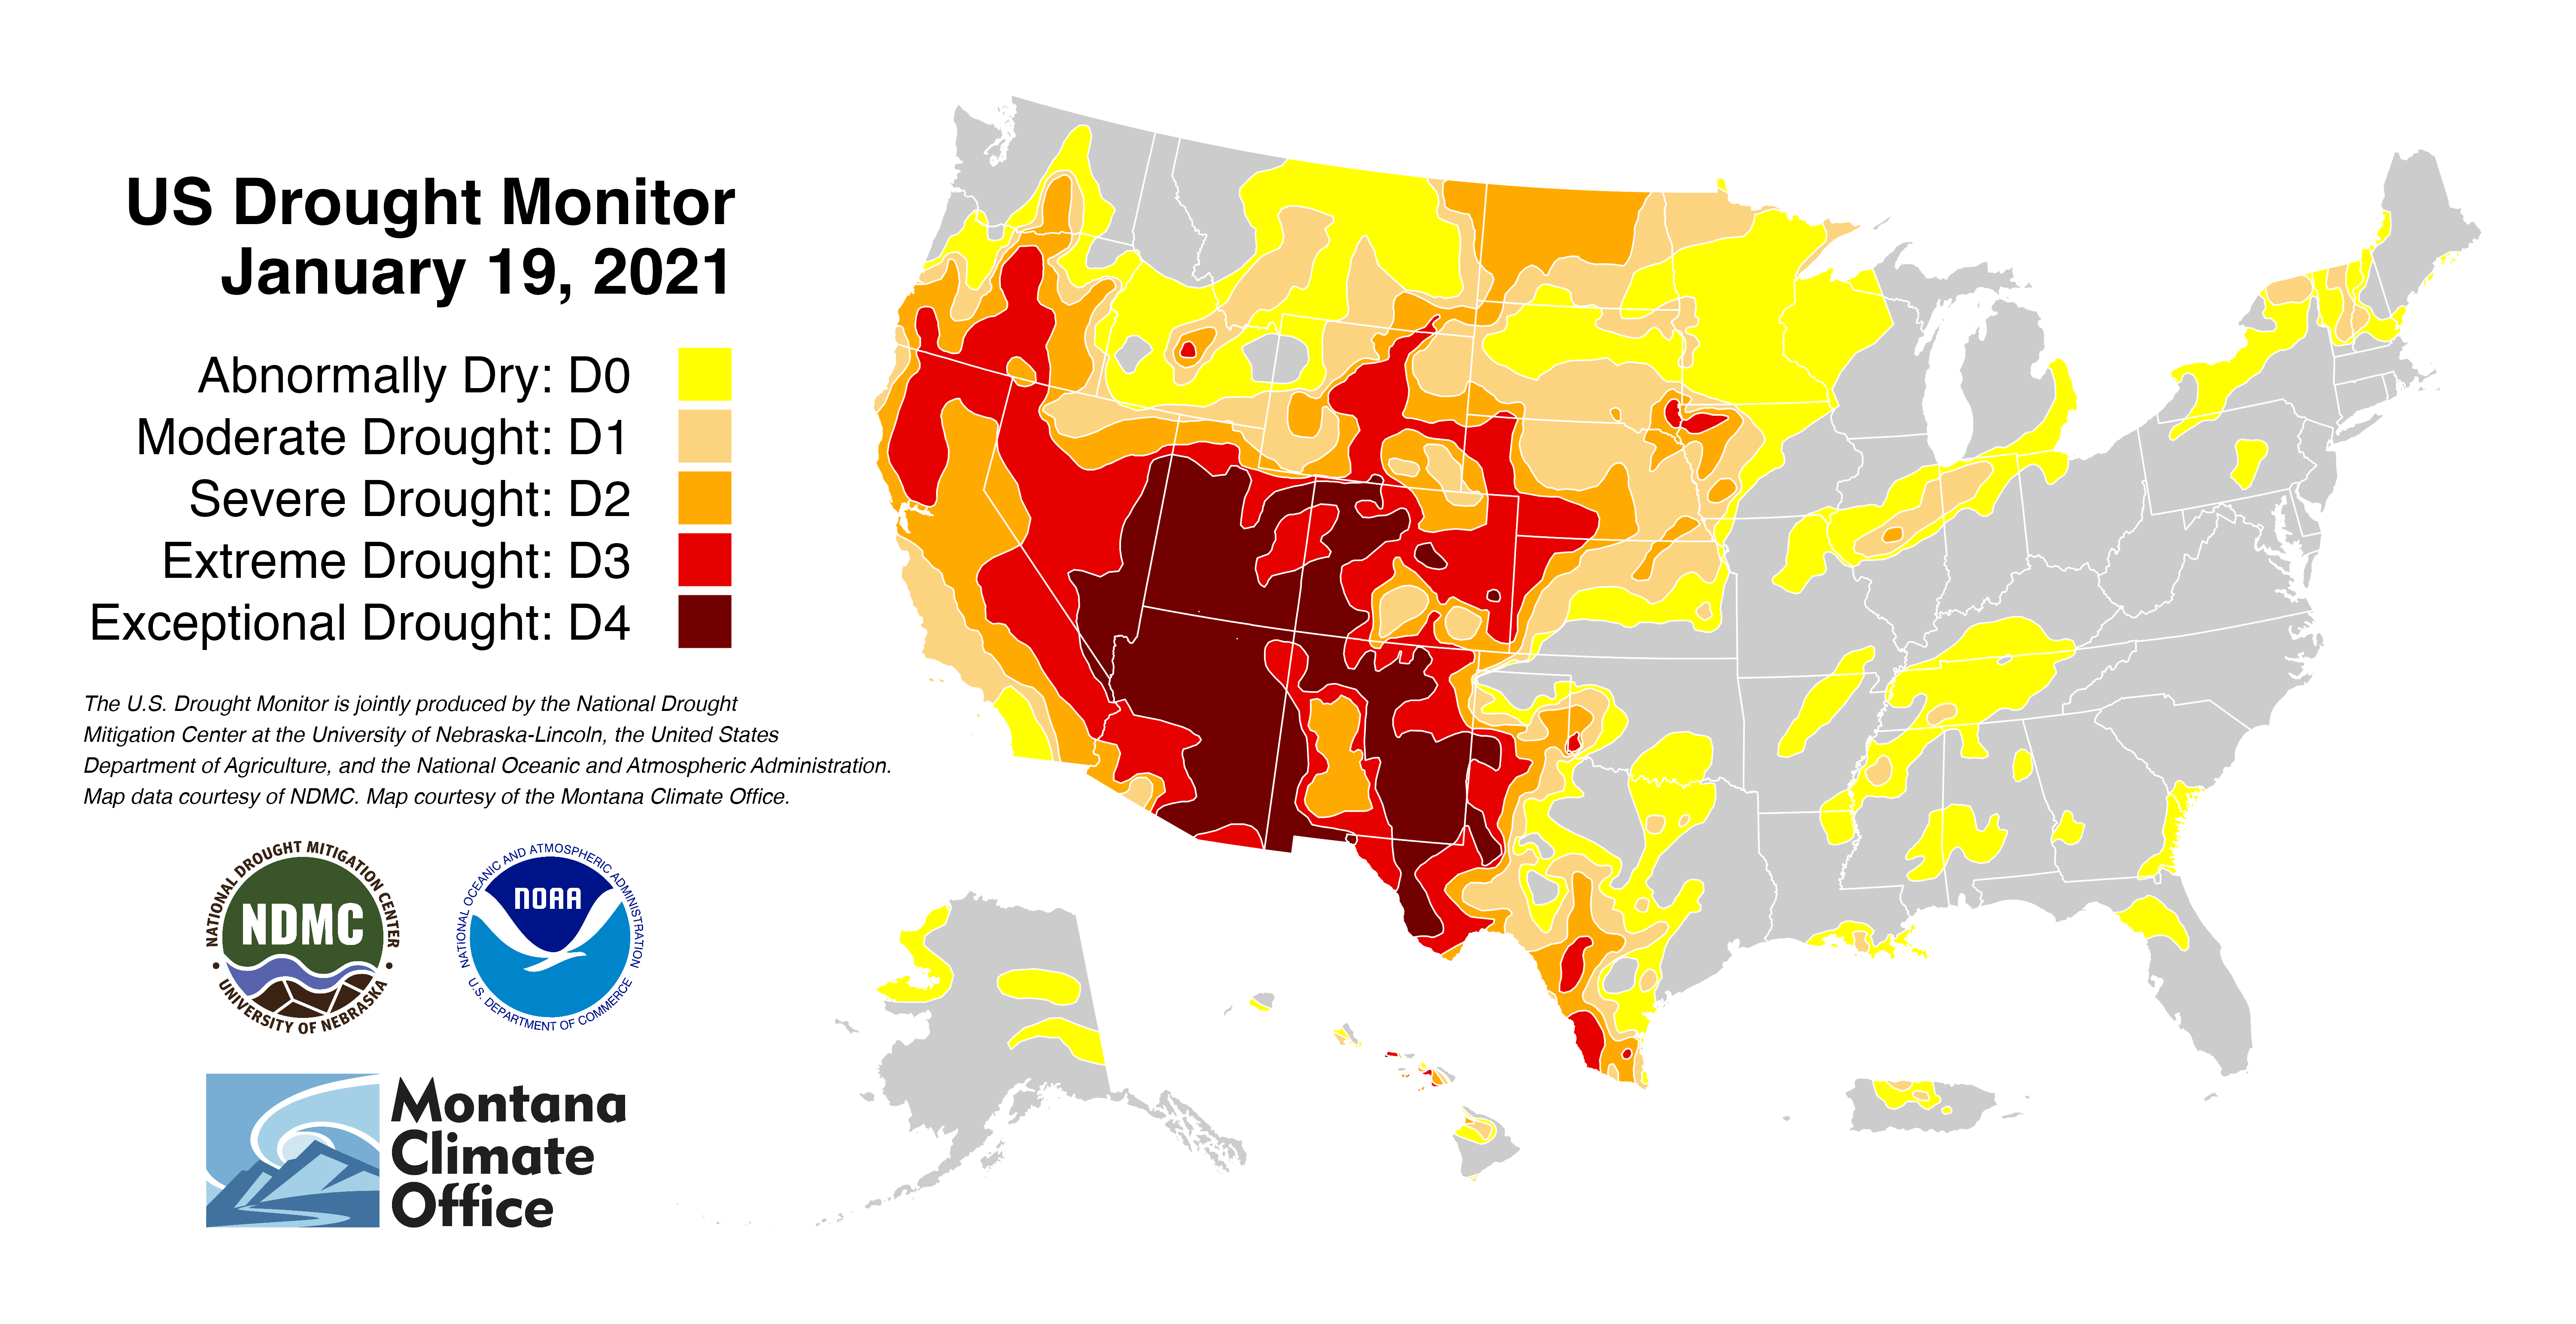 US Drought Monitor
January 19, 2021
Abnormally Dry: D0
Moderate Drought: D1
Severe Drought: D2
Extreme Drought: D3
Exceptional Drought: D4
The U.S. Drought Monitor is jointly produced by the National Drought
Mitigation Center at the University of Nebraska-Lincoln, the United States
Department of Agriculture, and the National Oceanic and Atmospheric Administration.
Map data courtesy of NDMC. Map courtesy of the Montana Climate Office.
NATIONAL DROUGHT MITIGATION CENTER
NDMC
• UNIVERSITY OF NEBRASKA •
NATIONAL OCEANIC AND ATMOSPHERIC ADMINISTRATION
NOAA
U.S. DEPARTMENT OF COMMERCE
Montana
Climate
Office